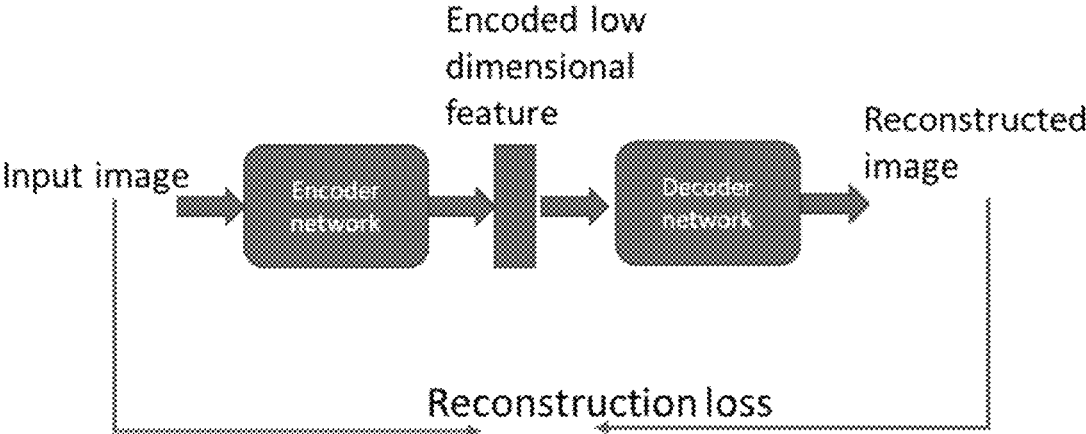 Encoded low
dimensional
feature
Reconstructed
image
Input image
Encoder
network
Decoder
network
Reconstruction loss